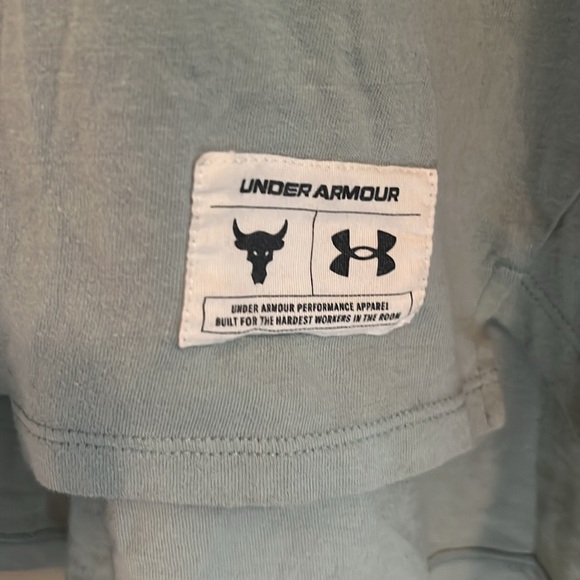 UNDER ARMOUR
UNDER ARMOUR PERFORMANCE APPAREL
BUILT FOR THE HARDEST WORKERS IN THE ROOM